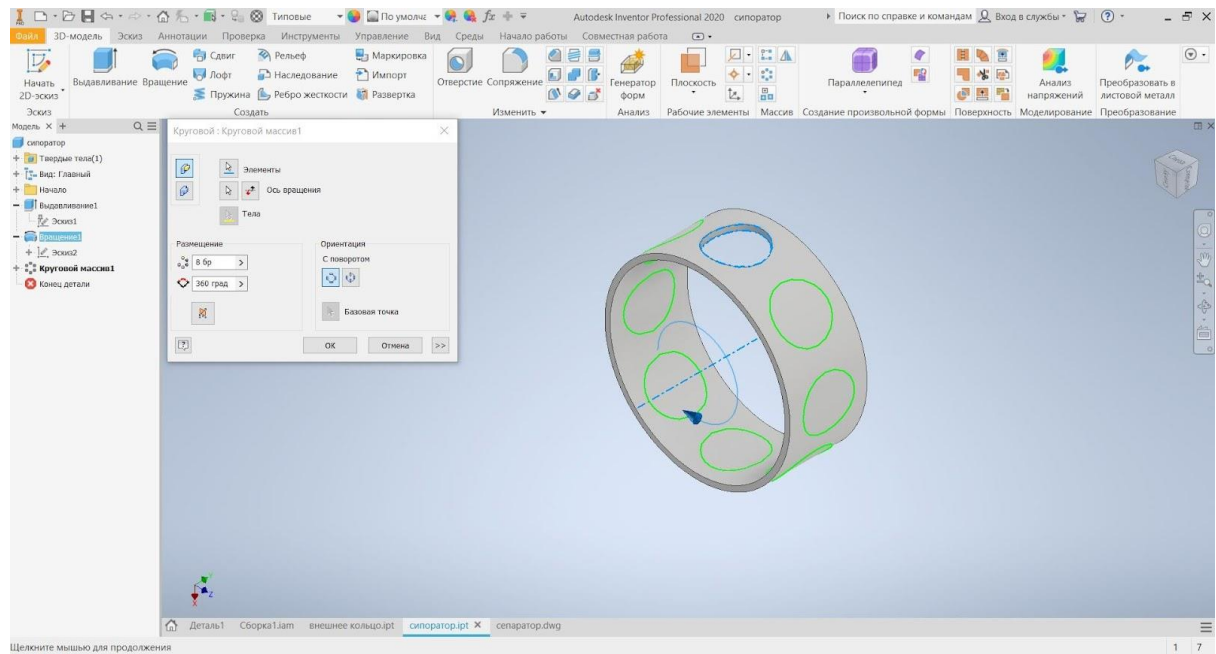 PRO
Типовые
По умолча
fx
Autodesk Inventor Professional 2020 сипоратор
Поиск по справке и командам
Вход в службы
Файл 3D-модель Эскиз Аннотации Проверка Инструменты Управление Вид Среды Начало работы Совместная работа
Начать 2D-эскиз
Выдавливание Вращение
Сдвиг Рельеф Маркировка
Лофт Наследование Импорт
Пружина Ребро жесткости Развертка
Отверстие Сопряжение
Генератор форм
Плоскость
Параллелепипед
Анализ напряжений
Преобразовать в листовой металл
Эскиз Создать Изменить Анализ Рабочие элементы Массив Создание произвольной формы Поверхность Моделирование Преобразование
Модель × +
сипоратор
Твердые тела(1)
Вид: Главный
Начало
Выдавливание1
Эскиз1
Вращение1
Эскиз2
Круговой массив1
Конец детали
Круговой : Круговой массив1
Элементы
Ось вращения
Тела
Размещение
8 бр >
360 град >
Ориентация
С поворотом
Базовая точка
ОК Отмена >>
Y
Z
X
Деталь1 Сборка1.iam внешнее кольцо.ipt сипоратор.ipt × сепаратор.dwg
Щелкните мышью для продолжения
1 7